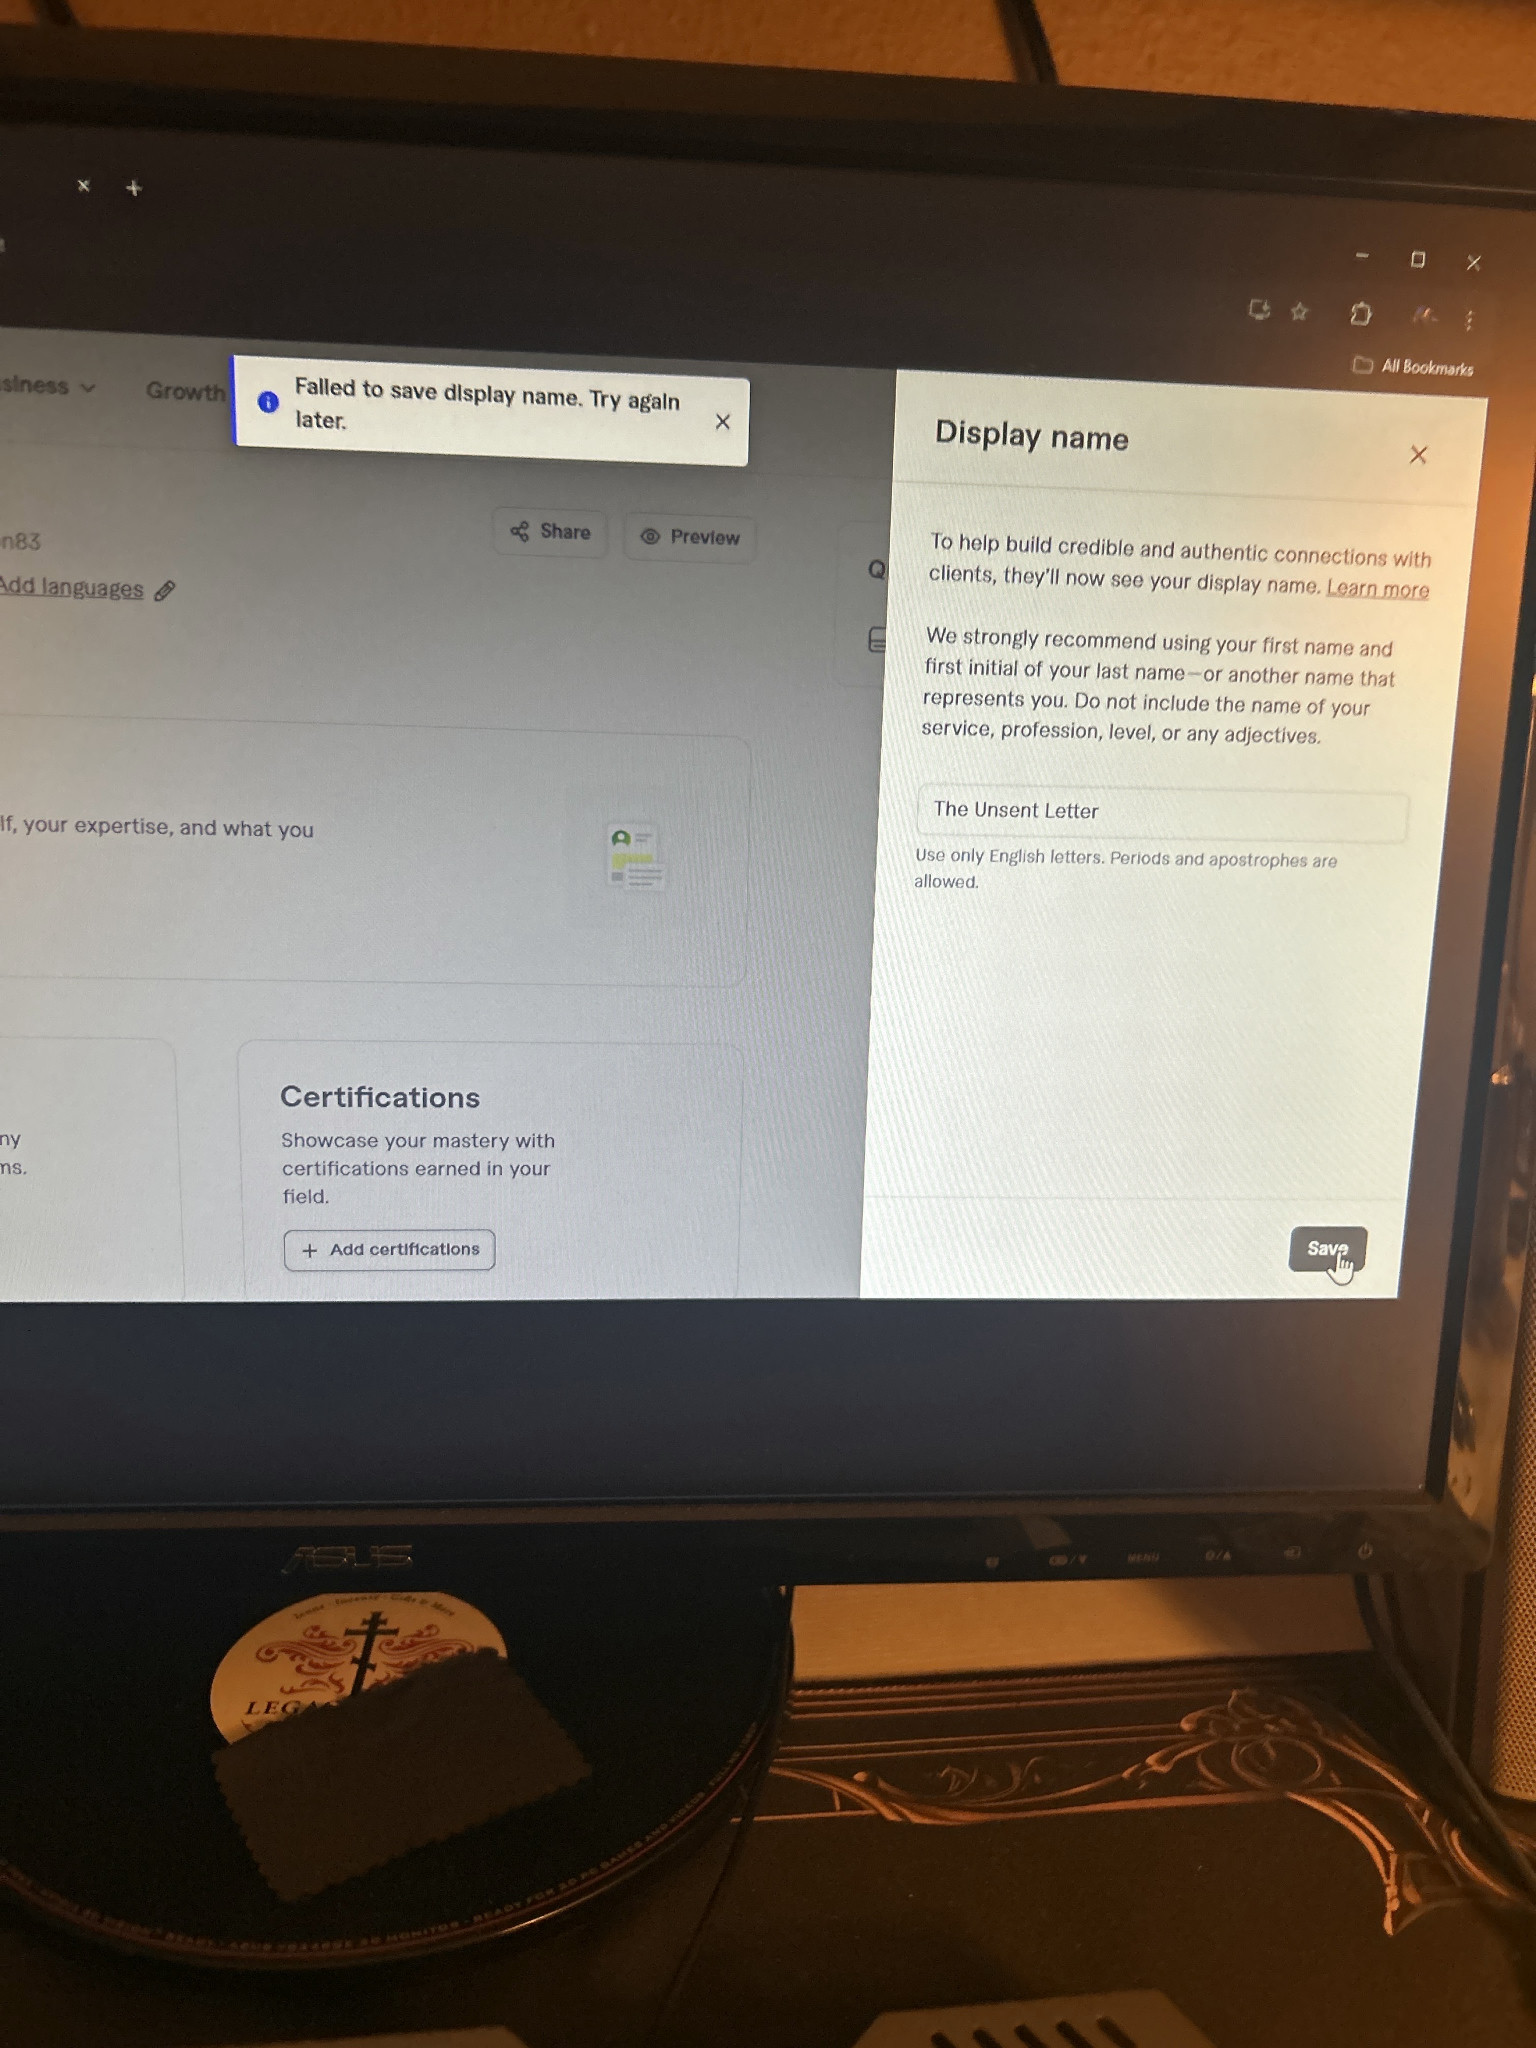 siness
Growth
Failed to save display name. Try again
later.
All Bookmarks
Display name
n83
Share
Preview
Add languages
To help build credible and authentic connections with
clients, they'll now see your display name. Learn more
We strongly recommend using your first name and
first initial of your last name—or another name that
represents you. Do not include the name of your
service, profession, level, or any adjectives.
The Unsent Letter
Use only English letters. Periods and apostrophes are
allowed.
lf, your expertise, and what you
ny
ms.
Certifications
Showcase your mastery with
certifications earned in your
field.
+ Add certifications
Save
ASUS
MENU
LEGA